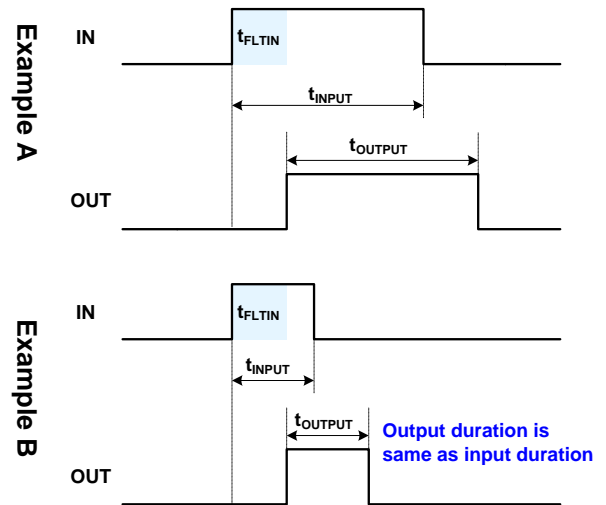 Example A
IN
tFLTIN
tINPUT
tOUTPUT
OUT
Example B
IN
tFLTIN
tINPUT
tOUTPUT
Output duration is
same as input duration
OUT